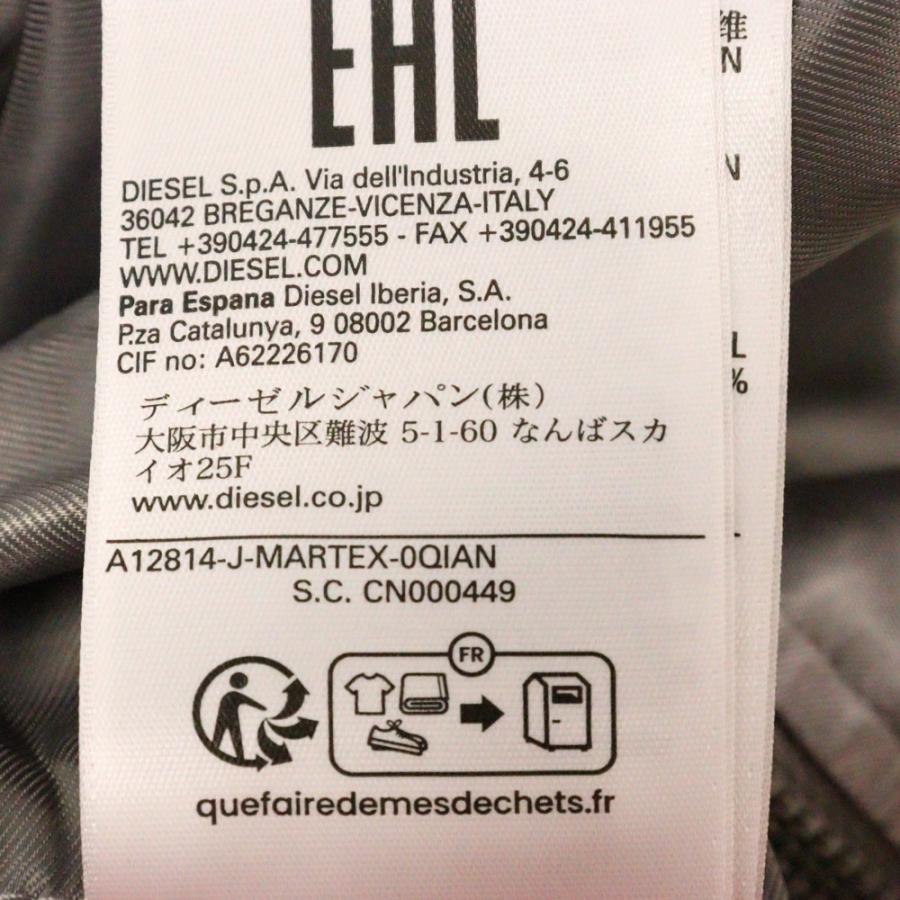 EAC
DIESEL S.p.A. Via dell'Industria, 4-6
36042 BREGANZE-VICENZA-ITALY
TEL +390424-477555 - FAX +390424-411955
WWW.DIESEL.COM
Para Espana Diesel Iberia, S.A.
P.za Catalunya, 9 08002 Barcelona
CIF no: A62226170
ディーゼルジャパン(株)
大阪市中央区難波 5-1-60 なんばスカ
イオ25F
www.diesel.co.jp
A12814-J-MARTEX-0QIAN
S.C. CN000449
FR
quefairedemesdechets.fr
维
N
N
L
%